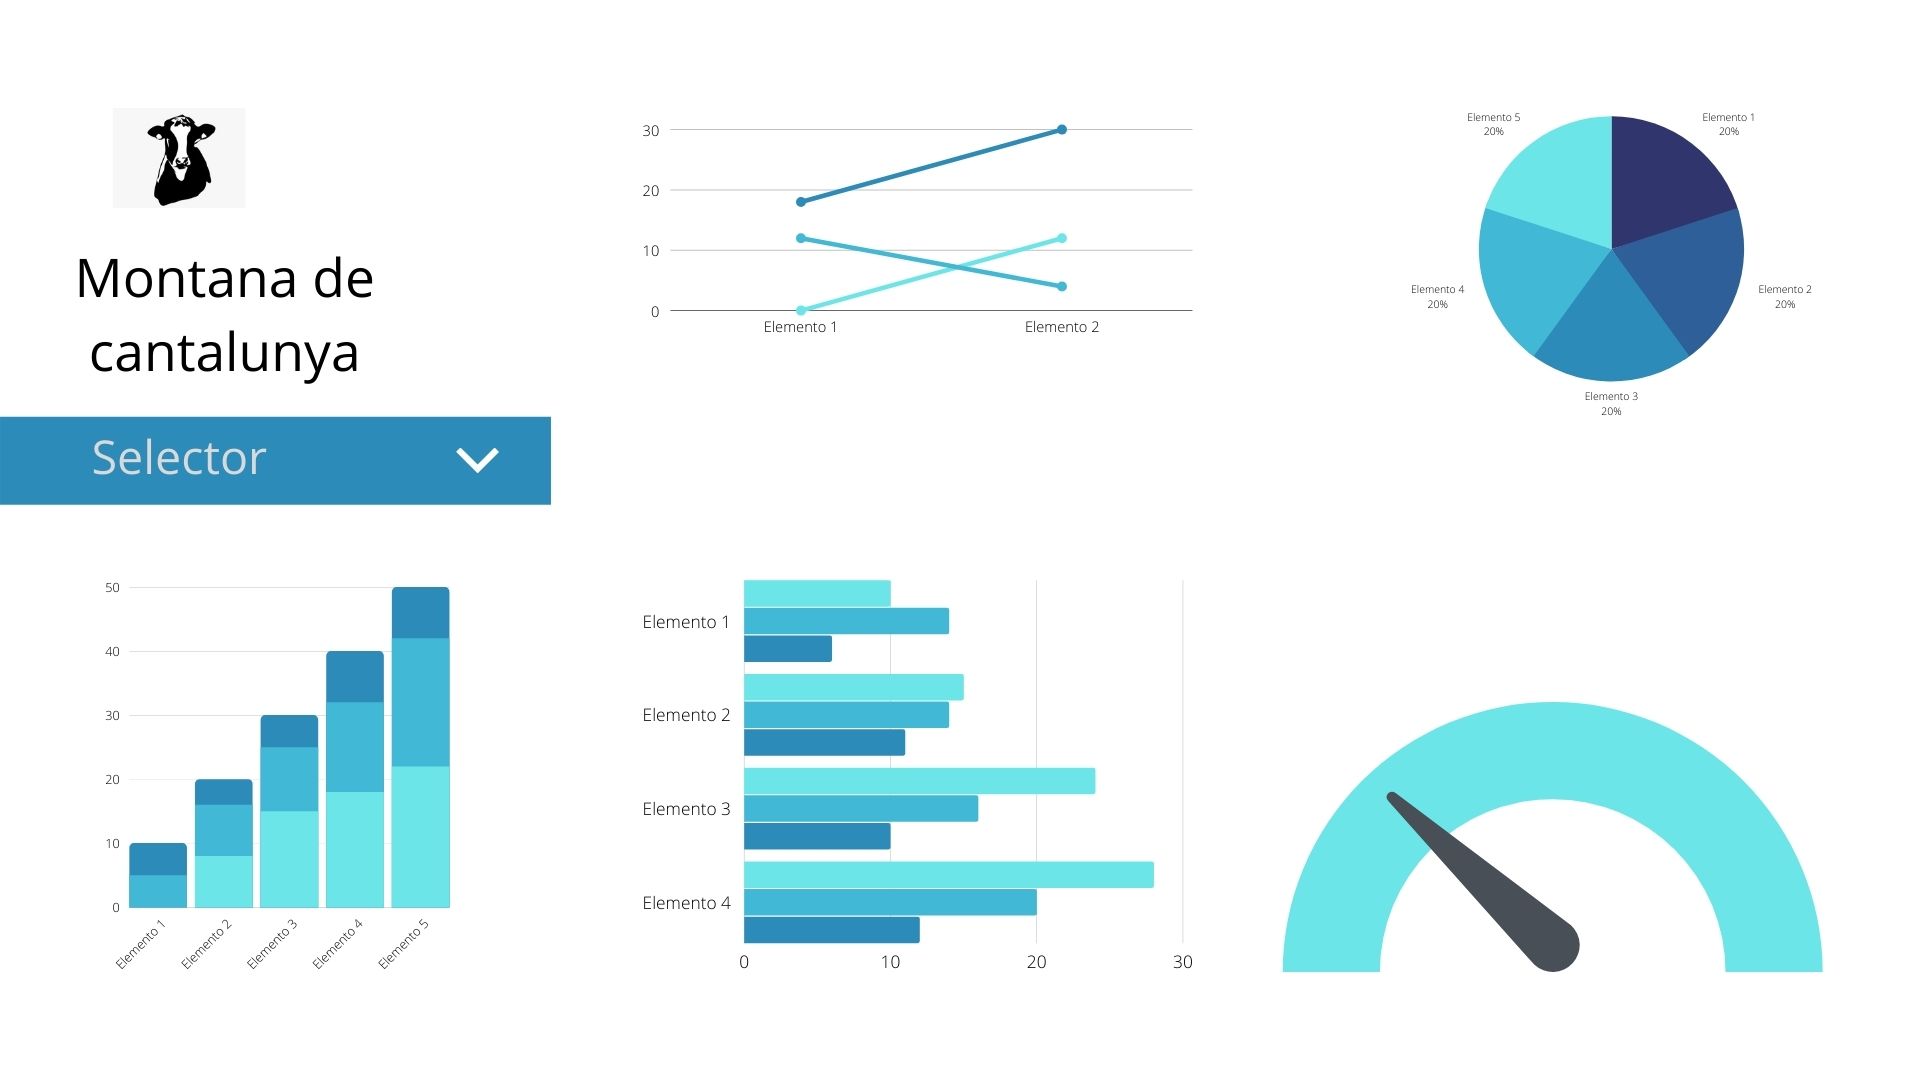 Montana de
cantalunya
Selector
30
20
10
0
Elemento 1
Elemento 2
Elemento 5
20%
Elemento 1
20%
Elemento 4
20%
Elemento 2
20%
Elemento 3
20%
50
40
30
20
10
0
Elemento 1
Elemento 2
Elemento 3
Elemento 4
Elemento 5
Elemento 1
Elemento 2
Elemento 3
Elemento 4
0
10
20
30